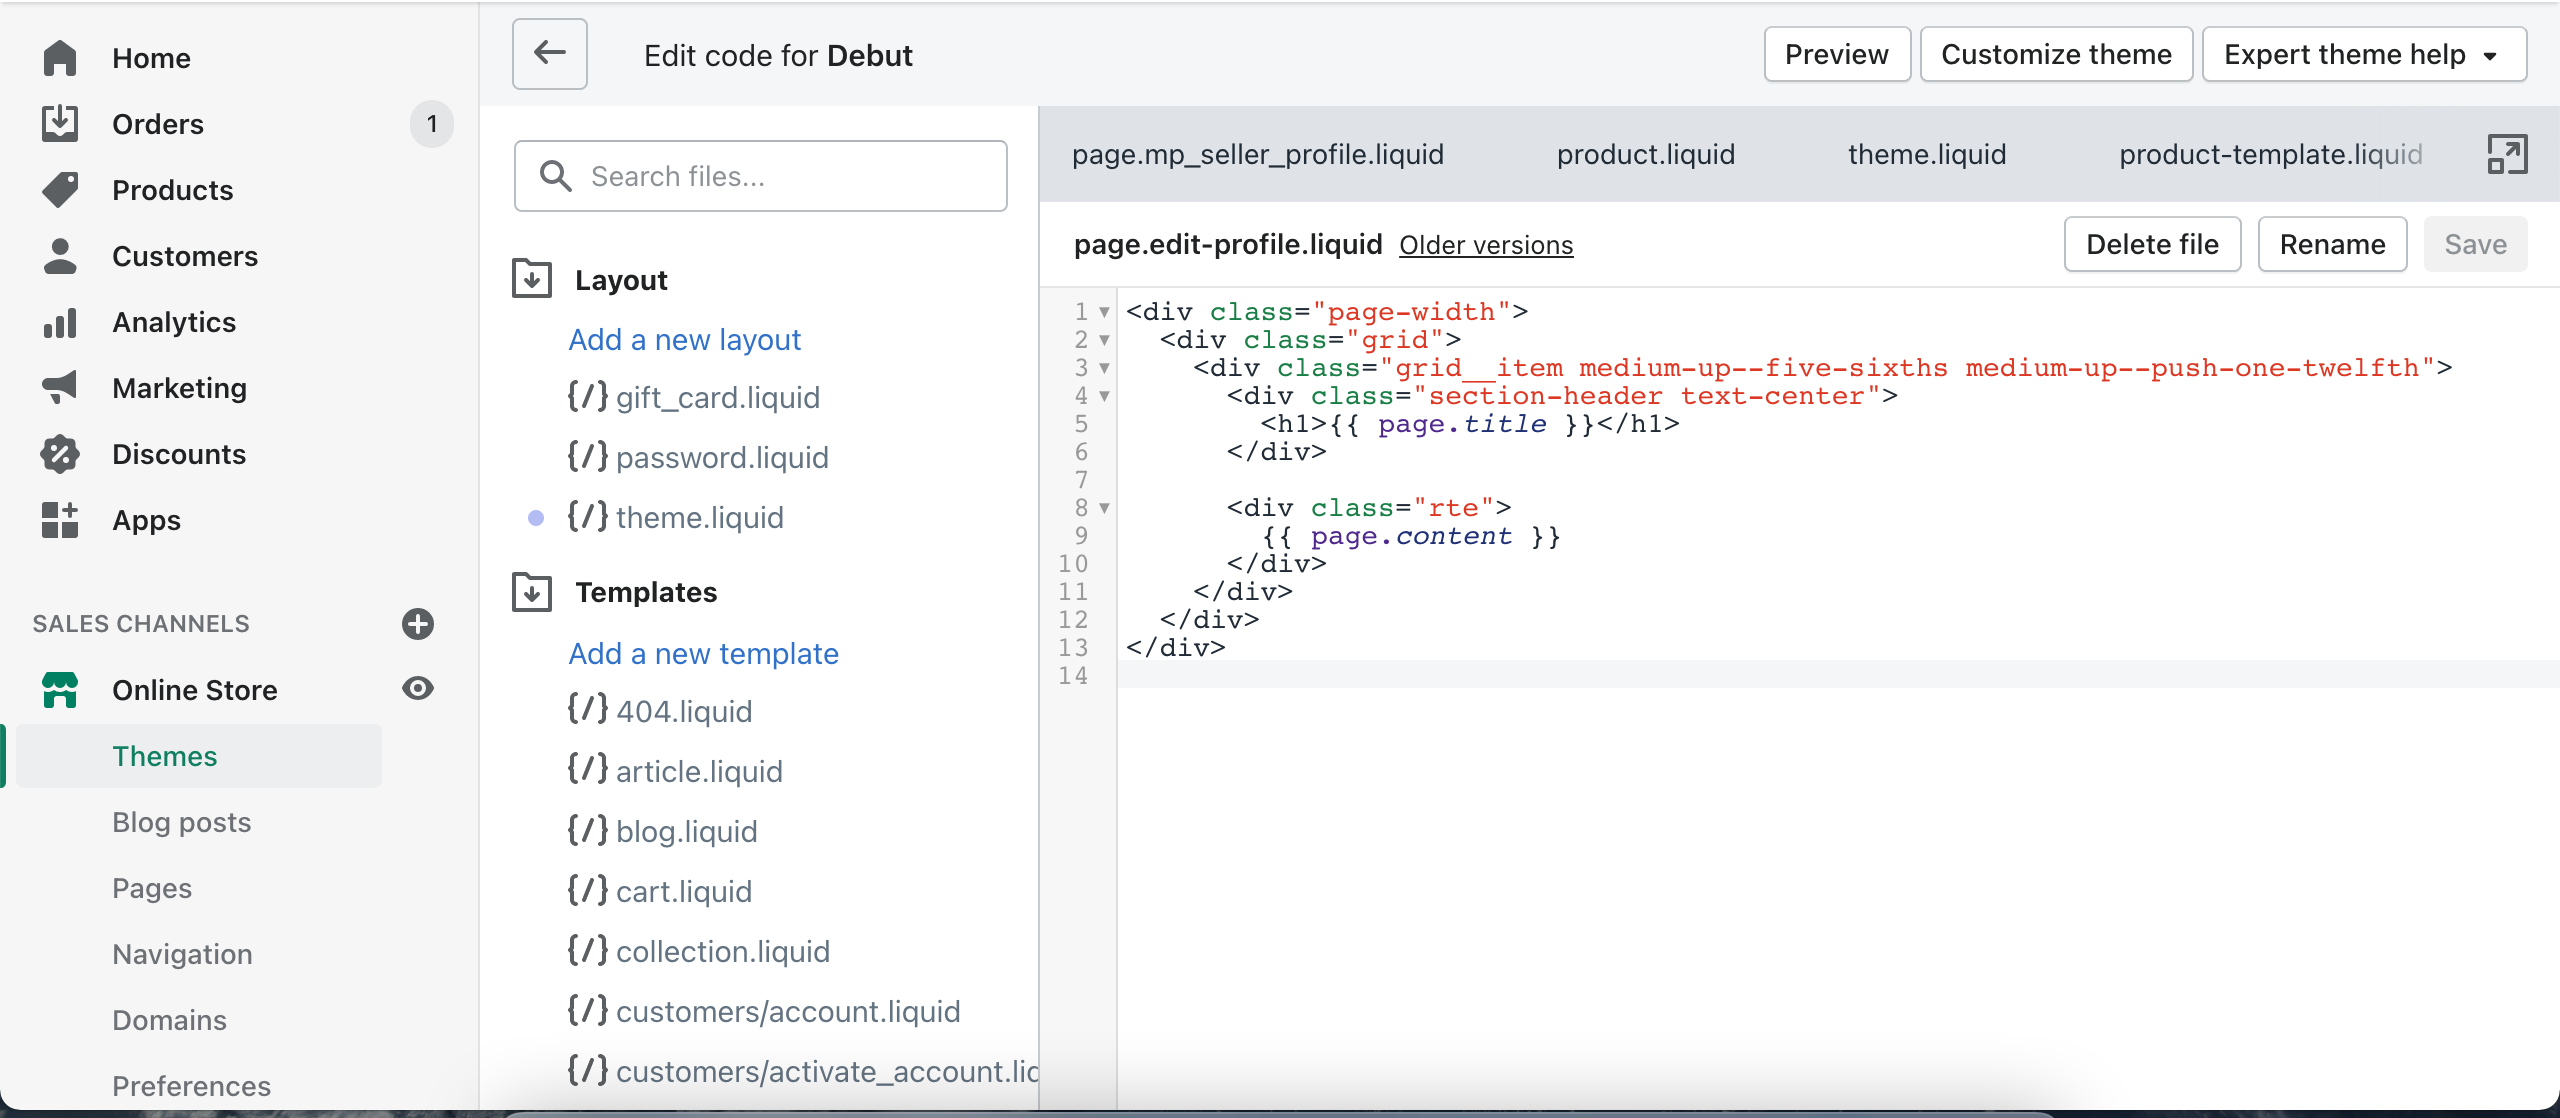 Home
Orders 1
Products
Customers
Analytics
Marketing
Discounts
Apps
SALES CHANNELS
Online Store
Themes
Blog posts
Pages
Navigation
Domains
Preferences
Edit code for Debut
Preview
Customize theme
Expert theme help
Search files...
Layout
Add a new layout
{/} gift_card.liquid
{/} password.liquid
{/} theme.liquid
Templates
Add a new template
{/} 404.liquid
{/} article.liquid
{/} blog.liquid
{/} cart.liquid
{/} collection.liquid
{/} customers/account.liquid
{/} customers/activate_account.lic
page.mp_seller_profile.liquid product.liquid theme.liquid product-template.liquid
page.edit-profile.liquid Older versions Delete file Rename Save
1 <div class="page-width">
2 <div class="grid">
3 <div class="grid__item medium-up--five-sixths medium-up--push-one-twelfth">
4 <div class="section-header text-center">
5 <h1>{{ page.title }}</h1>
6 </div>
7
8 <div class="rte">
9 {{ page.content }}
10 </div>
11 </div>
12 </div>
13 </div>
14